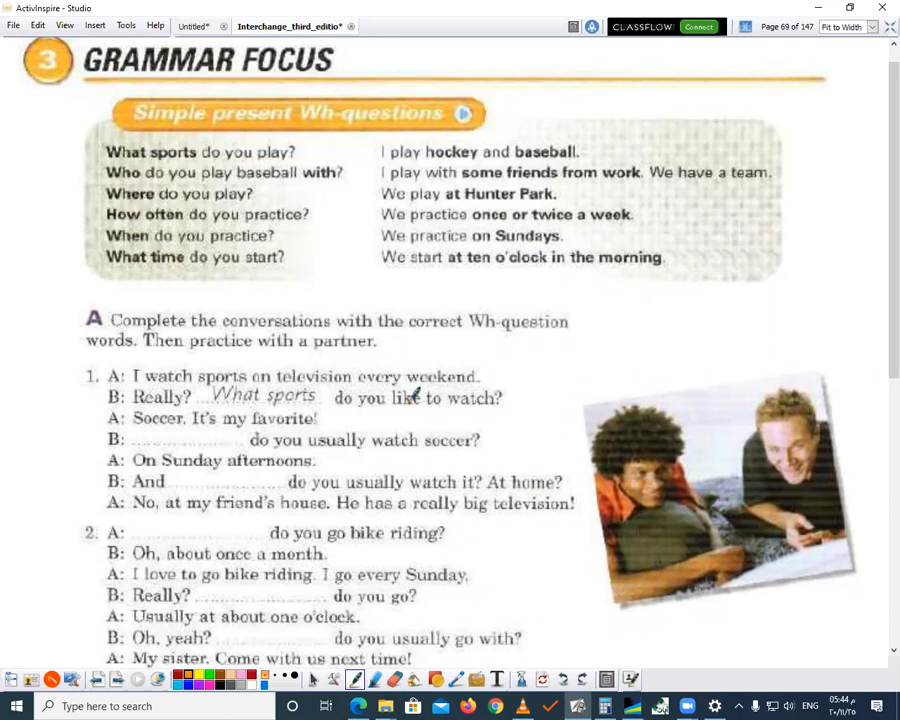 ActivInspire - Studio
File Edit View Insert Tools Help
Untitled*
Interchange_third_editio*
CLASSFLOW Connect
Page 69 of 147
Fit to Width
3 GRAMMAR FOCUS
Simple present Wh-questions
What sports do you play? I play hockey and baseball.
Who do you play baseball with? I play with some friends from work. We have a team.
Where do you play? We play at Hunter Park.
How often do you practice? We practice once or twice a week.
When do you practice? We practice on Sundays.
What time do you start? We start at ten o'clock in the morning.
A Complete the conversations with the correct Wh-question
words. Then practice with a partner.
1. A: I watch sports on television every weekend.
B: Really? What sports do you like to watch?
A: Soccer. It's my favorite!
B: ................ do you usually watch soccer?
A: On Sunday afternoons.
B: And ................ do you usually watch it? At home?
A: No, at my friend's house. He has a really big television!
2. A: ................ do you go bike riding?
B: Oh, about once a month.
A: I love to go bike riding. I go every Sunday.
B: Really? ................ do you go?
A: Usually at about one o'clock.
B: Oh, yeah? ................ do you usually go with?
A: My sister. Come with us next time!
Type here to search
ENG
05:44 م
٢٠/١١/٢٥